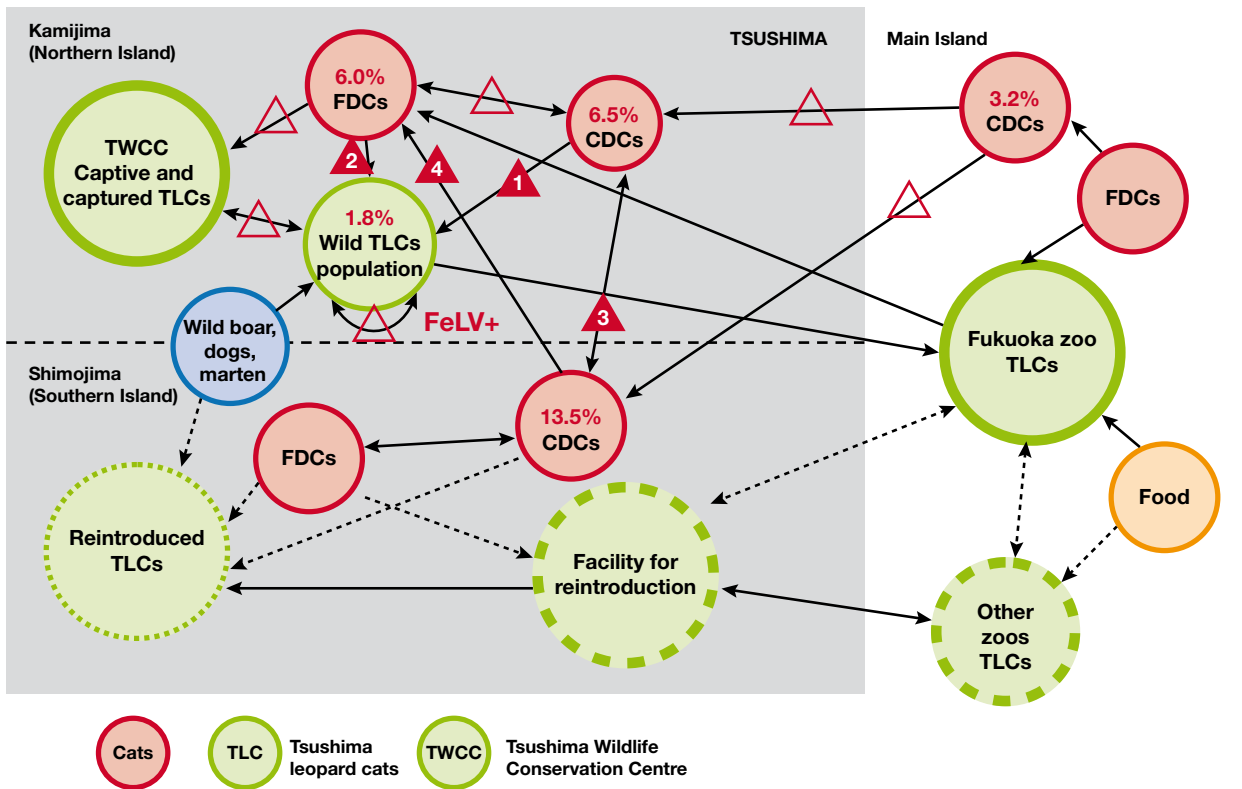 Kamijima
(Northern Island)
TSUSHIMA
Main Island
6.0%
FDCs
6.5%
CDCs
3.2%
CDCs
TWCC
Captive and
captured TLCs
2
4
1
FDCs
1.8%
Wild TLCs
population
FeLV+
3
Wild boar,
dogs,
marten
Fukuoka zoo
TLCs
Shimojima
(Southern Island)
13.5%
CDCs
FDCs
Food
Reintroduced
TLCs
Facility for
reintroduction
Other
zoos
TLCs
Cats
TLC
Tsushima
leopard cats
TWCC
Tsushima Wildlife
Conservation Centre